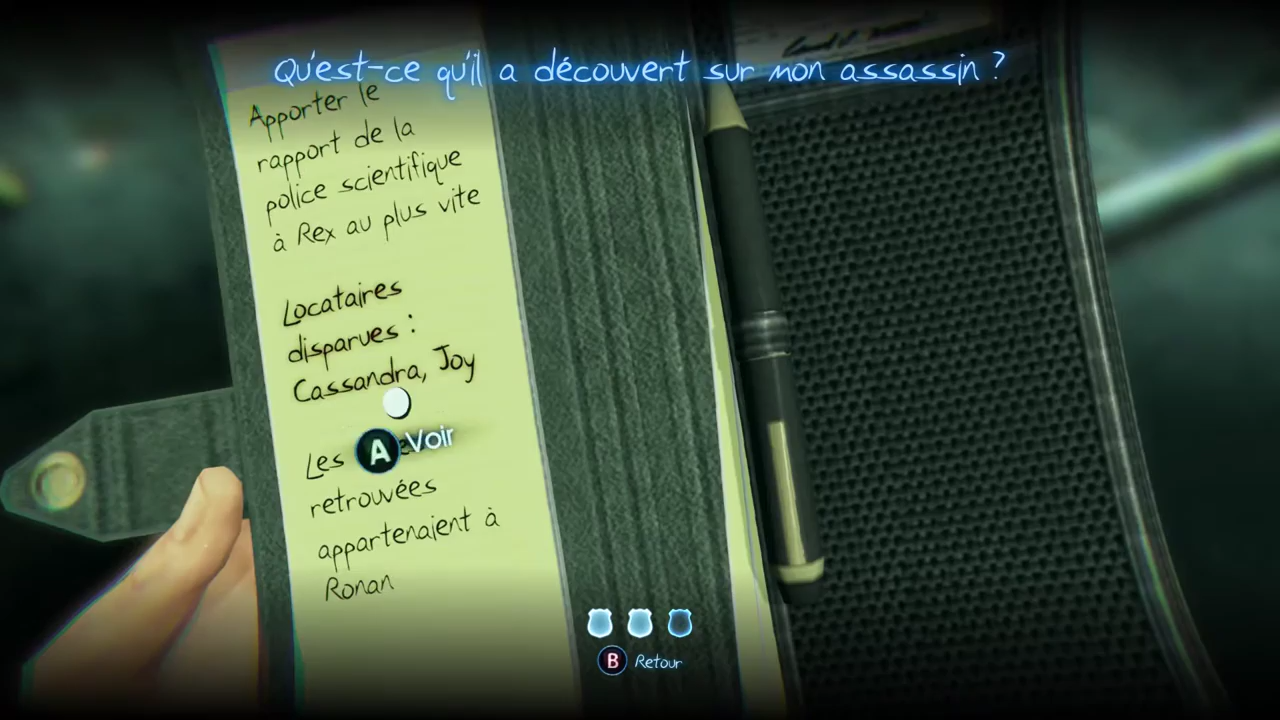 Qu'est-ce qu'il a découvert sur mon assassin ?
Apporter le
rapport de la
police scientifique
à Rex au plus vite
Locataires
disparues :
Cassandra, Joy
Les
A Voir
retrouvées
appartenaient à
Ronan
B Retour